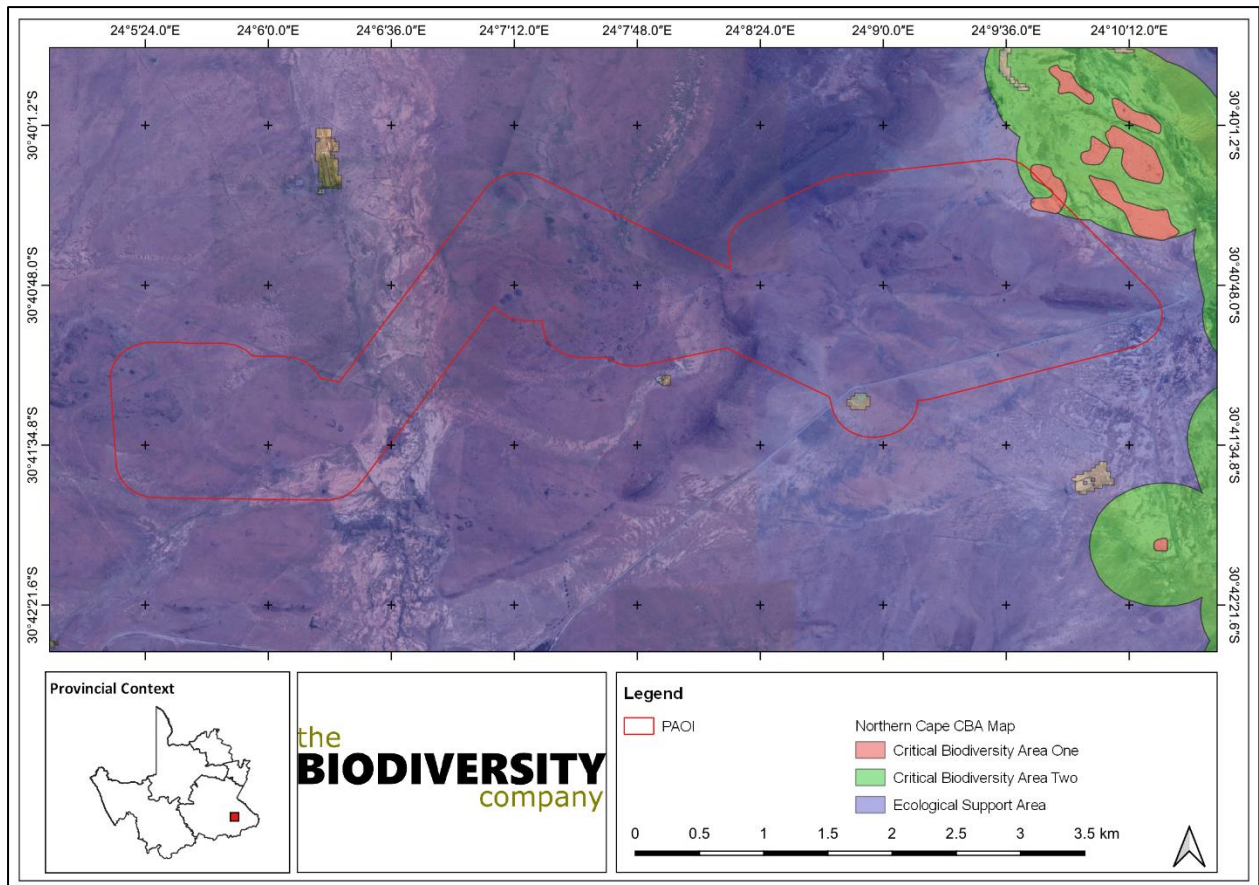 24°5'24.0"E 24°6'0.0"E 24°6'36.0"E 24°7'12.0"E 24°7'48.0"E 24°8'24.0"E 24°9'0.0"E 24°9'36.0"E 24°10'12.0"E
30°40'1.2"S 30°40'1.2"S
30°40'48.0"S 30°40'48.0"S
30°41'34.8"S 30°41'34.8"S
30°42'21.6"S 30°42'21.6"S
Provincial Context
the
BIODIVERSITY
company
Legend
PAOI
Northern Cape CBA Map
Critical Biodiversity Area One
Critical Biodiversity Area Two
Ecological Support Area
0 0.5 1 1.5 2 2.5 3 3.5 km